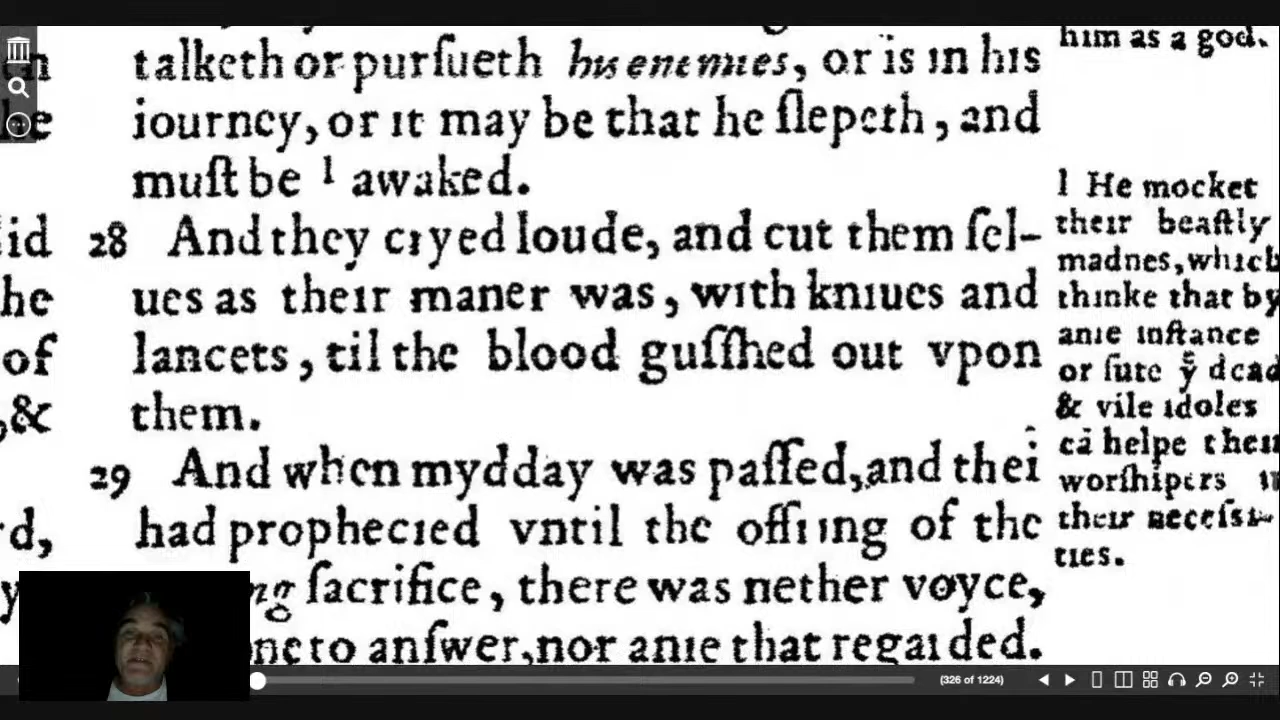 talketh or purſueth his enemies, or is in his
iourney, or it may be that he ſlepeth, and
muſt be l awaked.
28 And they cryed loude, and cut them ſel-
ues as their maner was, with kniues and
lancets, til the blood guſſhed out vpon
them.
29 And when mydday was paſſed, and thei
had prophecied vntil the offring of the
ſacrifice, there was nether voyce,
to anſwer, nor anie that regarded.
him as a god.
l He mocket
their beaſtly
madnes, which
thinke that by
anie inſtance
or ſute yͤ dead
& vile idoles
cā helpe their
worſhipers
their neceſsi-
ties.
he
of
,&
(326 of 1224)